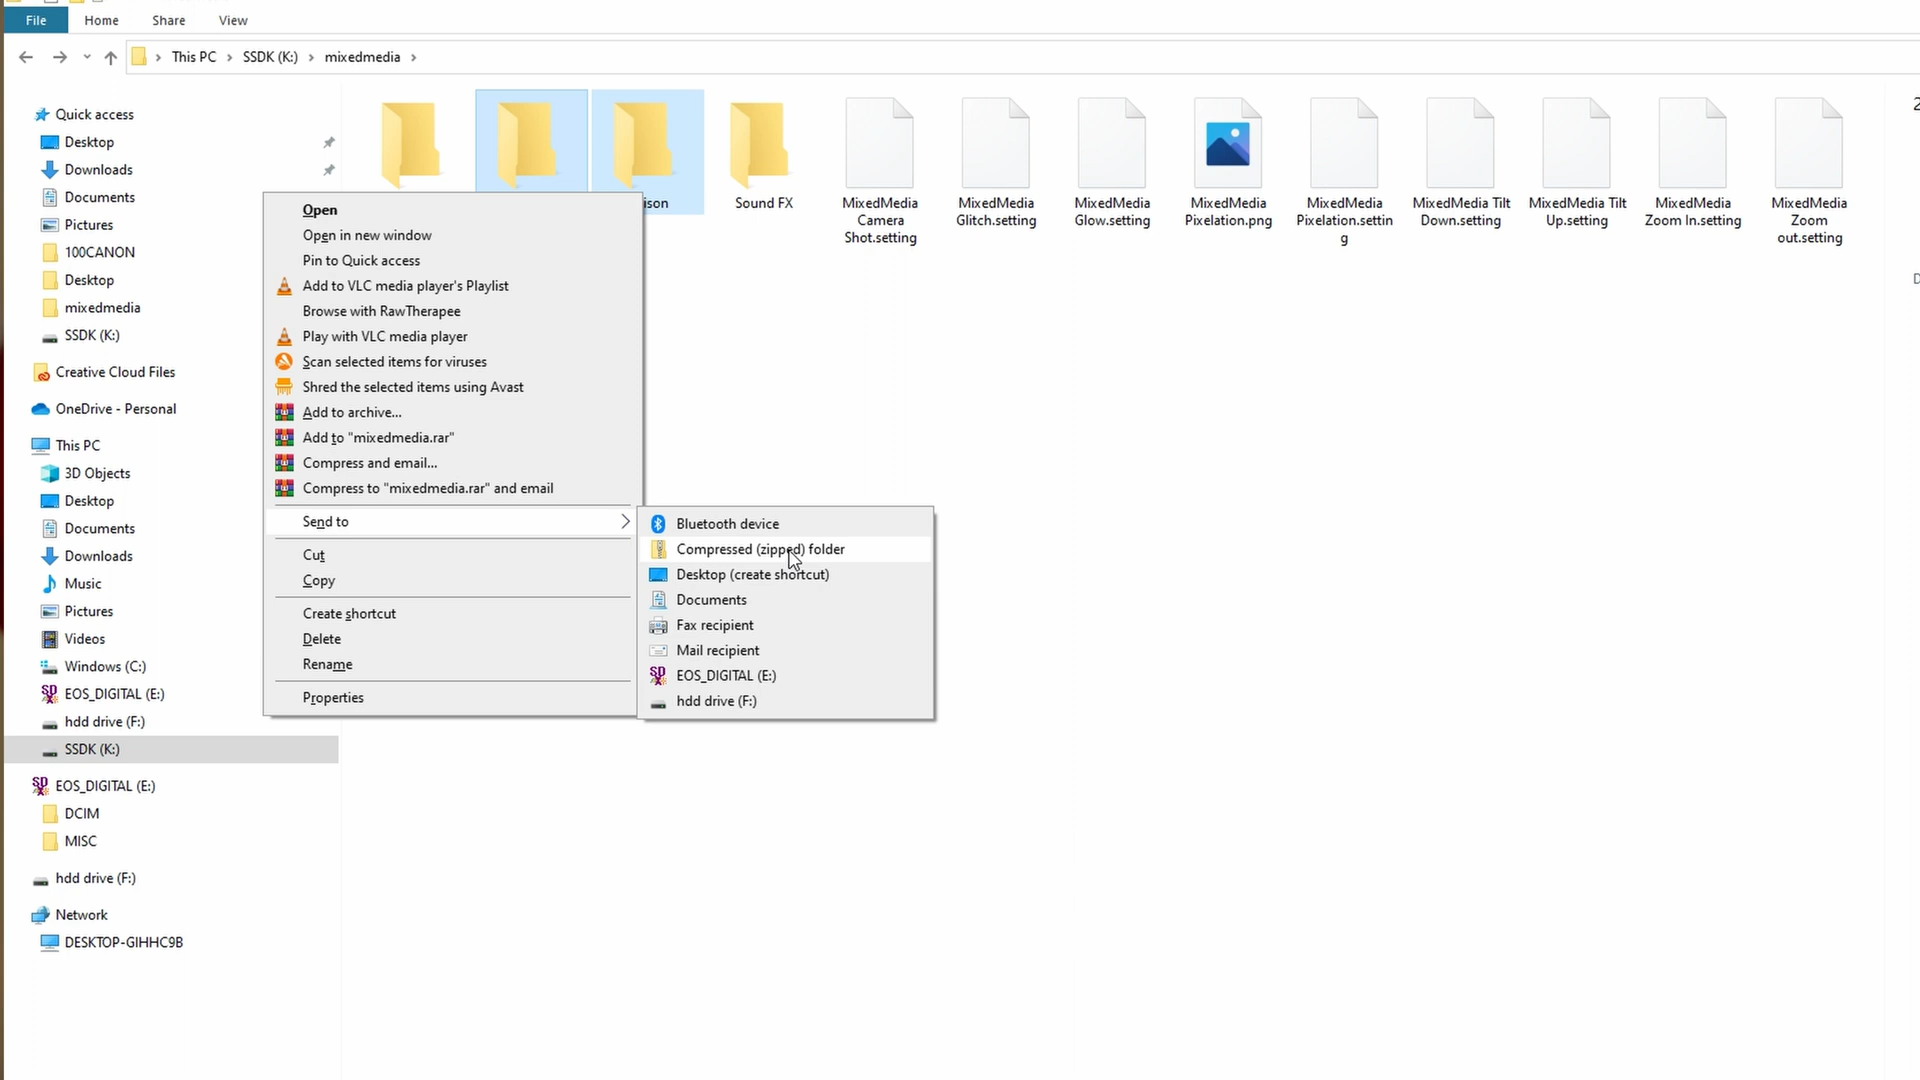 File
Home
Share
View
This PC
SSDK (K:)
mixedmedia
Quick access
Desktop
Downloads
Documents
Pictures
100CANON
Desktop
mixedmedia
SSDK (K:)
Creative Cloud Files
OneDrive - Personal
This PC
3D Objects
Desktop
Documents
Downloads
Music
Pictures
Videos
Windows (C:)
EOS_DIGITAL (E:)
hdd drive (F:)
SSDK (K:)
EOS_DIGITAL (E:)
DCIM
MISC
hdd drive (F:)
Network
DESKTOP-GIHHC9B
Sound FX
MixedMedia
Camera
Shot.setting
MixedMedia
Glitch.setting
MixedMedia
Glow.setting
MixedMedia
Pixelation.png
MixedMedia
Pixelation.settin
g
MixedMedia Tilt
Down.setting
MixedMedia Tilt
Up.setting
MixedMedia
Zoom In.setting
MixedMedia
Zoom
out.setting
Open
Open in new window
Pin to Quick access
Add to VLC media player's Playlist
Browse with RawTherapee
Play with VLC media player
Scan selected items for viruses
Shred the selected items using Avast
Add to archive...
Add to "mixedmedia.rar"
Compress and email...
Compress to "mixedmedia.rar" and email
Send to
Cut
Copy
Create shortcut
Delete
Rename
Properties
Bluetooth device
Compressed (zipped) folder
Desktop (create shortcut)
Documents
Fax recipient
Mail recipient
EOS_DIGITAL (E:)
hdd drive (F:)